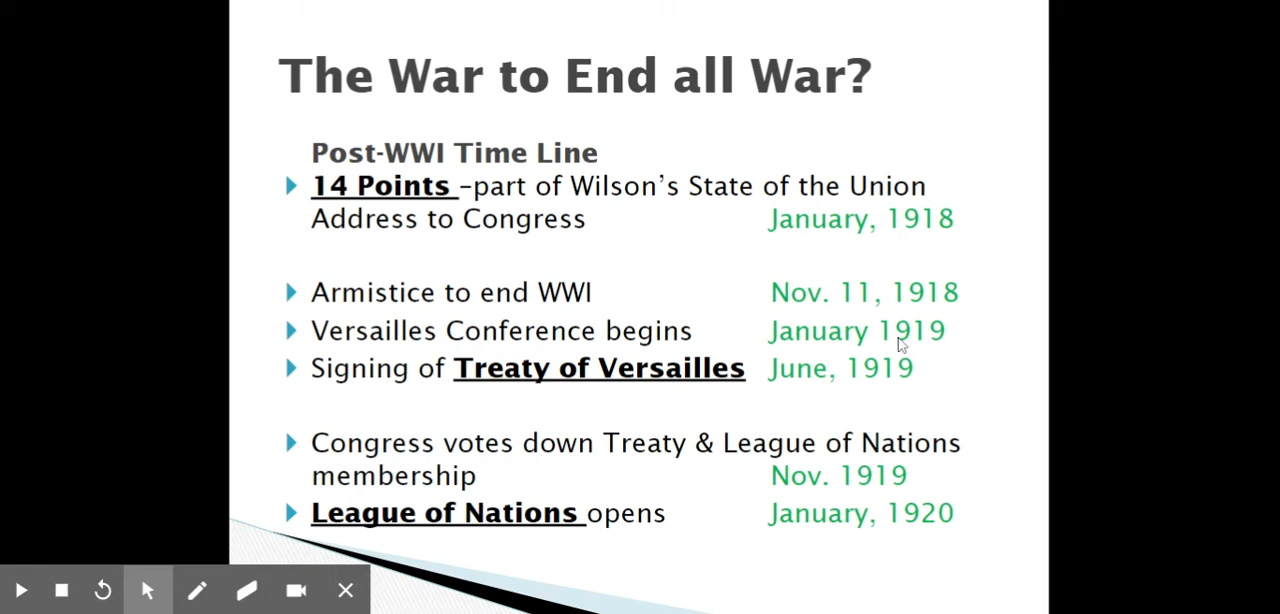 The War to End all War?
Post-WWI Time Line
14 Points –part of Wilson's State of the Union
Address to Congress January, 1918
Armistice to end WWI Nov. 11, 1918
Versailles Conference begins January 1919
Signing of Treaty of Versailles June, 1919
Congress votes down Treaty & League of Nations
membership Nov. 1919
League of Nations opens January, 1920